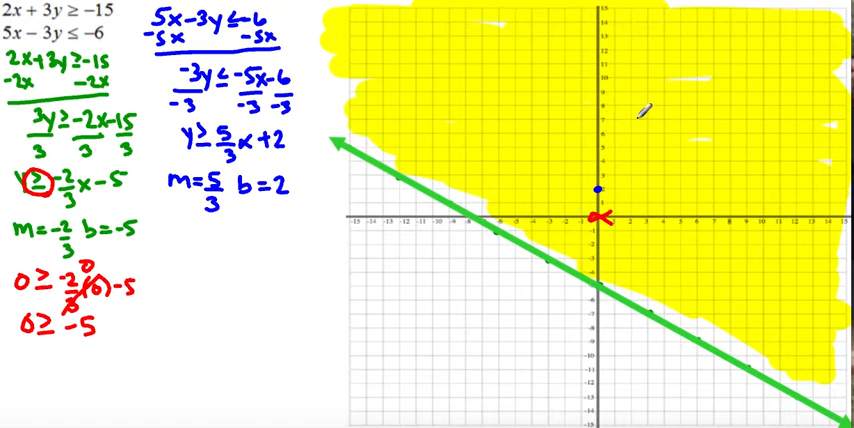 2x + 3y ≥ −15
5x − 3y ≤ −6
2x+3y≥-15
-2x -2x
3y≥-2x-15
3 3 3
y≥-2/3x-5
m=-2/3 b=-5
0≥-2/3(0)-5
0
0≥-5
5x-3y≤-6
-5x -5x
-3y≤-5x-6
-3 -3 -3
y≥5/3x+2
m=5/3 b=2